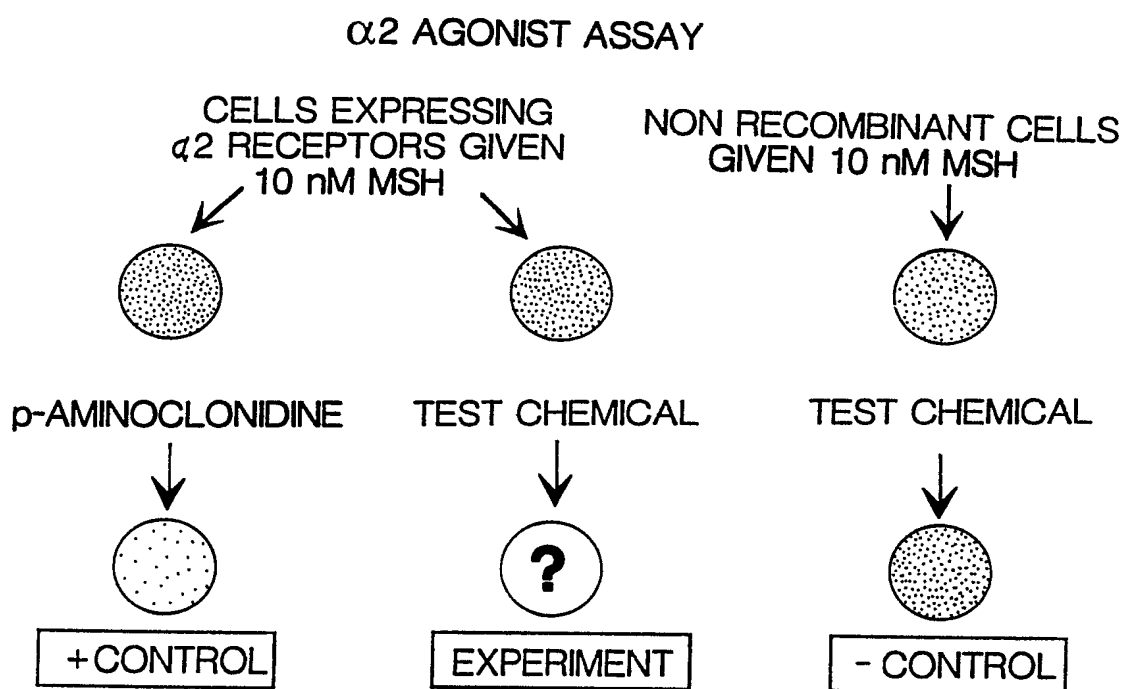 α2 AGONIST ASSAY
CELLS EXPRESSING
α2 RECEPTORS GIVEN
10 nM MSH
NON RECOMBINANT CELLS
GIVEN 10 nM MSH
p-AMINOCLONIDINE
TEST CHEMICAL
TEST CHEMICAL
?
+CONTROL
EXPERIMENT
- CONTROL